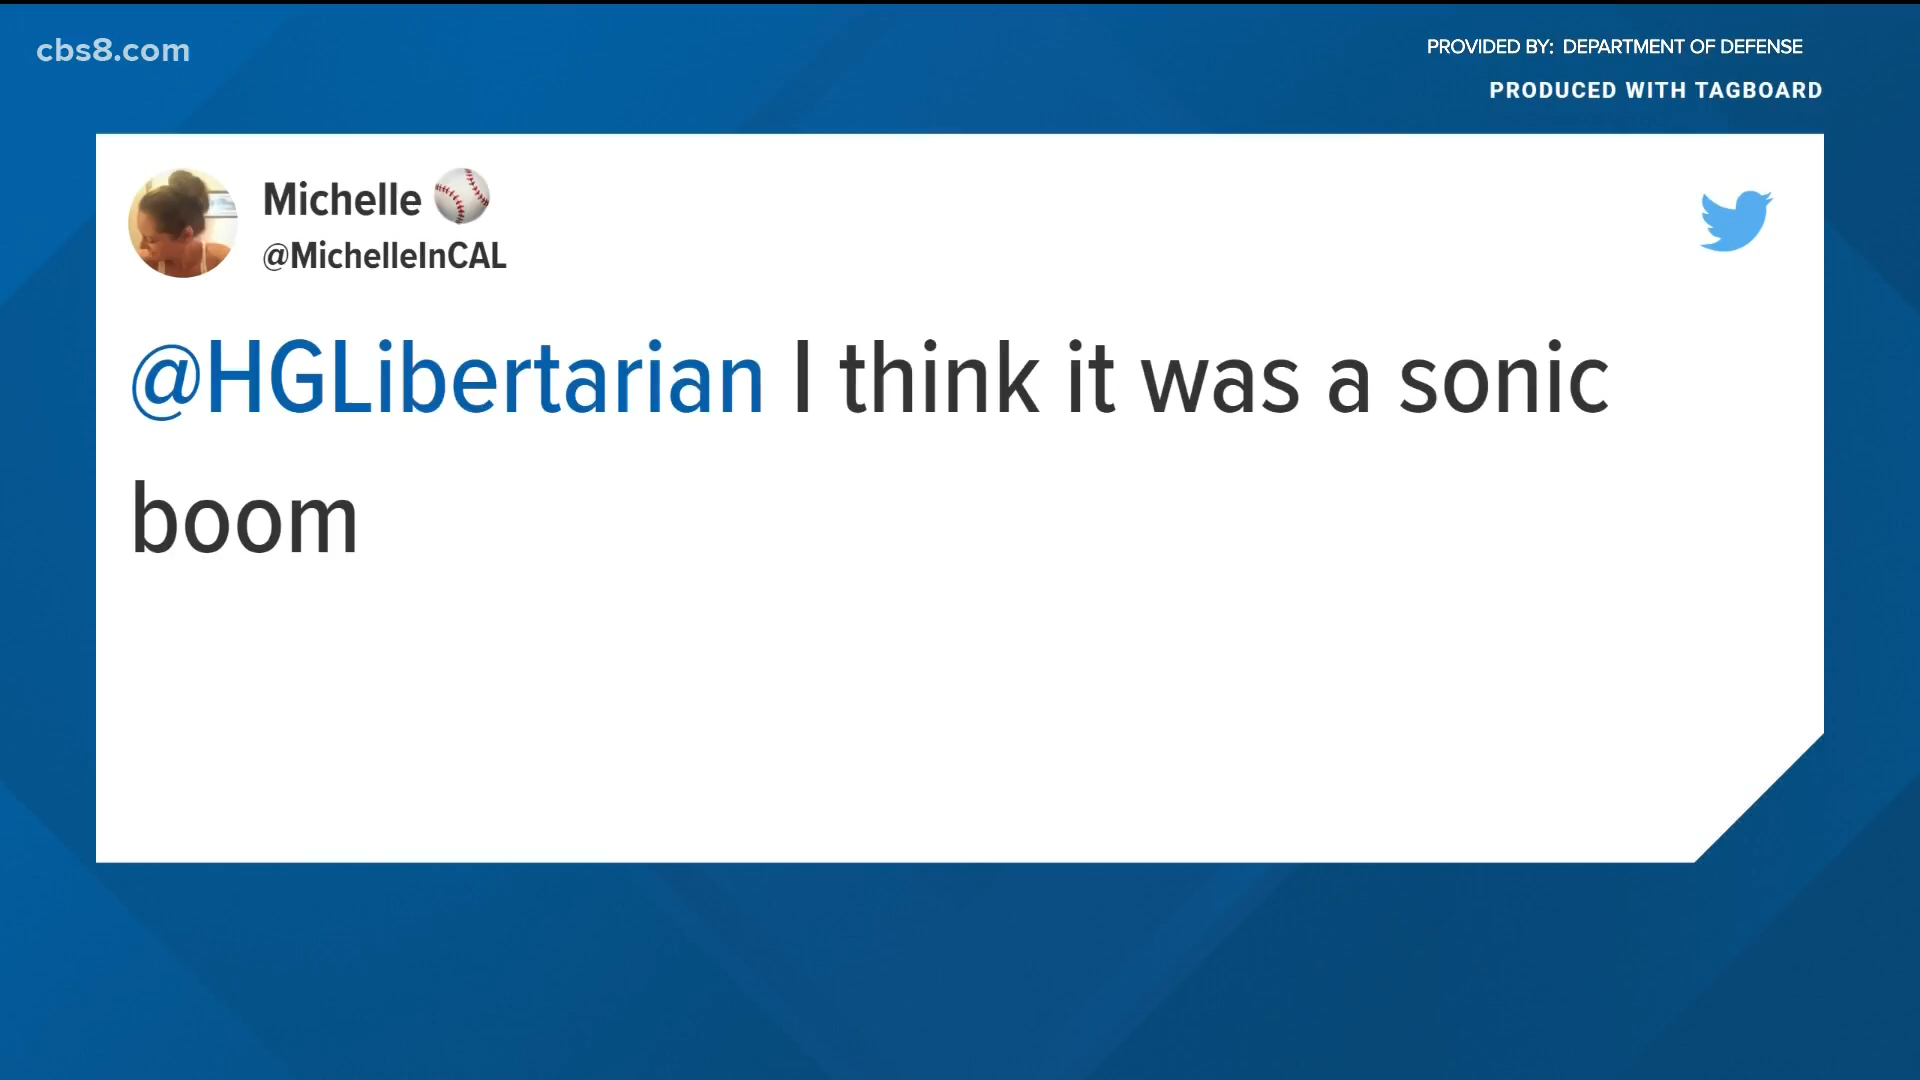 cbs8.com
PROVIDED BY: DEPARTMENT OF DEFENSE
PRODUCED WITH TAGBOARD
Michelle ⚾
@MichelleInCAL
@HGLibertarian I think it was a sonic
boom